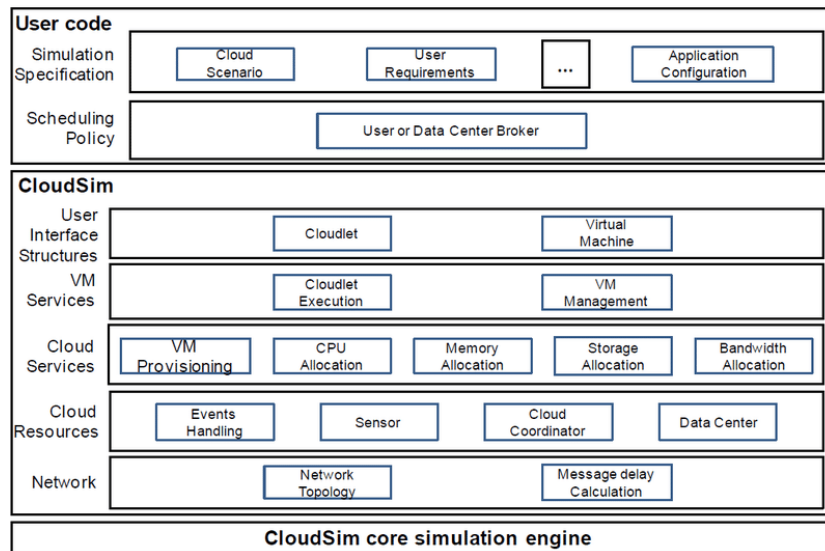 User code
Simulation
Specification
Cloud
Scenario
User
Requirements
...
Application
Configuration
Scheduling
Policy
User or Data Center Broker
CloudSim
User
Interface
Structures
Cloudlet
Virtual
Machine
VM
Services
Cloudlet
Execution
VM
Management
Cloud
Services
VM
Provisioning
CPU
Allocation
Memory
Allocation
Storage
Allocation
Bandwidth
Allocation
Cloud
Resources
Events
Handling
Sensor
Cloud
Coordinator
Data Center
Network
Network
Topology
Message delay
Calculation
CloudSim core simulation engine